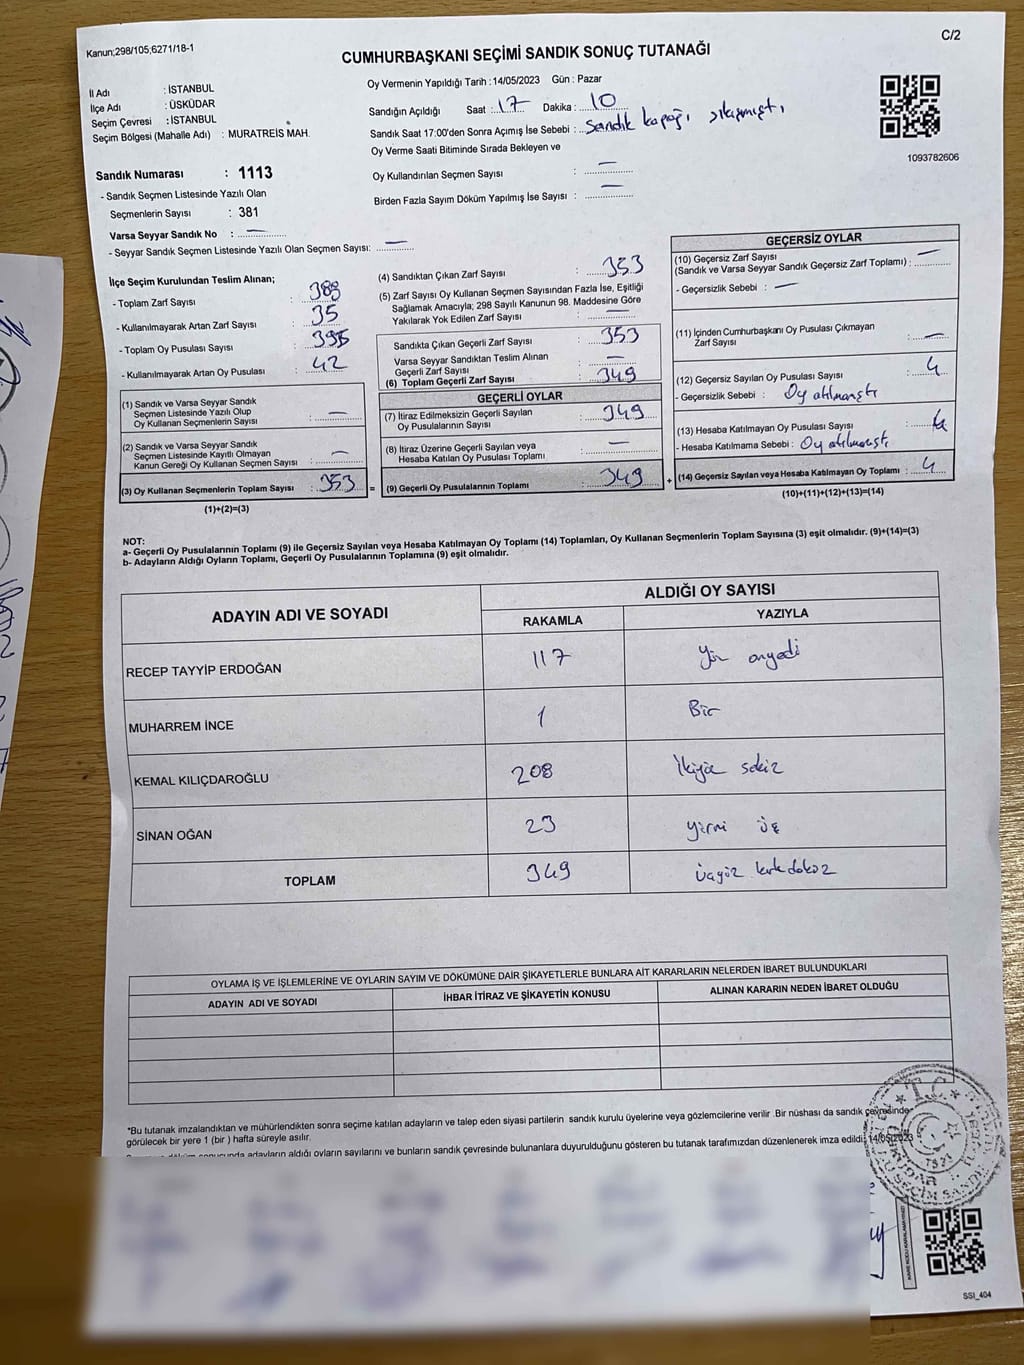 Kanun;298/105;6271/18-1
C/2
CUMHURBAŞKANI SEÇİMİ SANDIK SONUÇ TUTANAĞI
İl Adı : İSTANBUL
İlçe Adı : ÜSKÜDAR
Seçim Çevresi : İSTANBUL
Seçim Bölgesi (Mahalle Adı) : MURATREİS MAH.
Sandık Numarası : 1113
- Sandık Seçmen Listesinde Yazılı Olan
Seçmenlerin Sayısı : 381
Varsa Seyyar Sandık No : —
- Seyyar Sandık Seçmen Listesinde Yazılı Olan Seçmen Sayısı: —
Oy Vermenin Yapıldığı Tarih : 14/05/2023 Gün : Pazar
Sandığın Açıldığı Saat : 17 Dakika : 10
Sandık Saat 17:00'den Sonra Açılmış İse Sebebi : Sandık kapağı sıkışmıştı
Oy Verme Saati Bitiminde Sırada Bekleyen ve
Oy Kullandırılan Seçmen Sayısı : —
Birden Fazla Sayım Döküm Yapılmış İse Sayısı : —
1093782606
İlçe Seçim Kurulundan Teslim Alınan;
- Toplam Zarf Sayısı : 388
- Kullanılmayarak Artan Zarf Sayısı : 35
- Toplam Oy Pusulası Sayısı : 395
- Kullanılmayarak Artan Oy Pusulası : 42
(1) Sandık ve Varsa Seyyar Sandık
Seçmen Listesinde Yazılı Olup
Oy Kullanan Seçmenlerin Sayısı : —
(2) Sandık ve Varsa Seyyar Sandık
Seçmen Listesinde Kayıtlı Olmayan
Kanun Gereği Oy Kullanan Seçmen Sayısı : —
(3) Oy Kullanan Seçmenlerin Toplam Sayısı : 353
(1)+(2)=(3)
(4) Sandıktan Çıkan Zarf Sayısı : 353
(5) Zarf Sayısı Oy Kullanan Seçmen Sayısından Fazla İse, Eşitliği
Sağlamak Amacıyla; 298 Sayılı Kanunun 98. Maddesine Göre
Yakılarak Yok Edilen Zarf Sayısı : —
Sandıkta Çıkan Geçerli Zarf Sayısı : 353
Varsa Seyyar Sandıktan Teslim Alınan
Geçerli Zarf Sayısı : —
(6) Toplam Geçerli Zarf Sayısı : 349
GEÇERLİ OYLAR
(7) İtiraz Edilmeksizin Geçerli Sayılan
Oy Pusulalarının Sayısı : 349
(8) İtiraz Üzerine Geçerli Sayılan veya
Hesaba Katılan Oy Pusulası Toplamı : —
= (9) Geçerli Oy Pusulalarının Toplamı : 349 +
GEÇERSİZ OYLAR
(10) Geçersiz Zarf Sayısı
(Sandık ve Varsa Seyyar Sandık Geçersiz Zarf Toplamı) : —
- Geçersizlik Sebebi : —
(11) İçinden Cumhurbaşkanı Oy Pusulası Çıkmayan
Zarf Sayısı : —
(12) Geçersiz Sayılan Oy Pusulası Sayısı : 4
- Geçersizlik Sebebi : Oy atılmamıştı
(13) Hesaba Katılmayan Oy Pusulası Sayısı :
- Hesaba Katılmama Sebebi : Oy atılmamıştı
(14) Geçersiz Sayılan veya Hesaba Katılmayan Oy Toplamı : 4
(10)+(11)+(12)+(13)=(14)
NOT:
a- Geçerli Oy Pusulalarının Toplamı (9) ile Geçersiz Sayılan veya Hesaba Katılmayan Oy Toplamı (14) Toplamları, Oy Kullanan Seçmenlerin Toplam Sayısına (3) eşit olmalıdır. (9)+(14)=(3)
b- Adayların Aldığı Oyların Toplamı, Geçerli Oy Pusulalarının Toplamına (9) eşit olmalıdır.
ADAYIN ADI VE SOYADI ALDIĞI OY SAYISI
RAKAMLA YAZIYLA
RECEP TAYYİP ERDOĞAN 117 Yüz onyedi
MUHARREM İNCE 1 Bir
KEMAL KILIÇDAROĞLU 208 İkiyüz sekiz
SİNAN OĞAN 23 yirmi üç
TOPLAM 349 üçyüz kırkdokuz
OYLAMA İŞ VE İŞLEMLERİNE VE OYLARIN SAYIM VE DÖKÜMÜNE DAİR ŞİKAYETLERLE BUNLARA AİT KARARLARIN NELERDEN İBARET BULUNDUKLARI
ADAYIN ADI VE SOYADI İHBAR İTİRAZ VE ŞİKAYETİN KONUSU ALINAN KARARIN NEDEN İBARET OLDUĞU
*Bu tutanak imzalandıktan ve mühürlendikten sonra seçime katılan adayların ve talep eden siyasi partilerin sandık kurulu üyelerine veya gözlemcilerine verilir .Bir nüshası da sandık çevresinde
görülecek bir yere 1 (bir ) hafta süreyle asılır.
adayların aldığı oyların sayılarını ve bunların sandık çevresinde bulunanlara duyurulduğunu gösteren bu tutanak tarafımızdan düzenlenerek imza edildi. 14/05/2023
T.C.
SSI_404